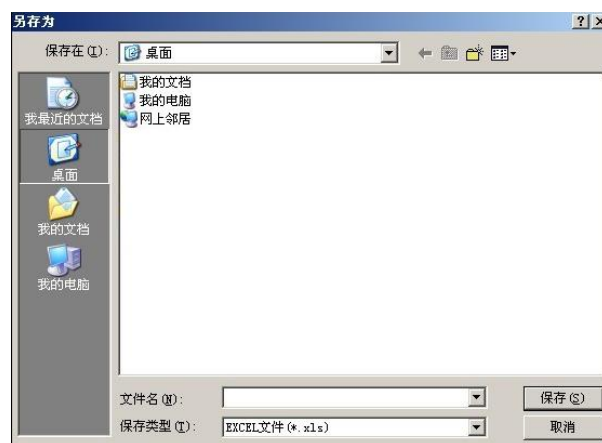 另存为
保存在(I):
桌面
我最近的文档
桌面
我的文档
我的电脑
我的文档
我的电脑
网上邻居
文件名(N):
保存(S)
保存类型(T):
EXCEL文件(*.xls)
取消